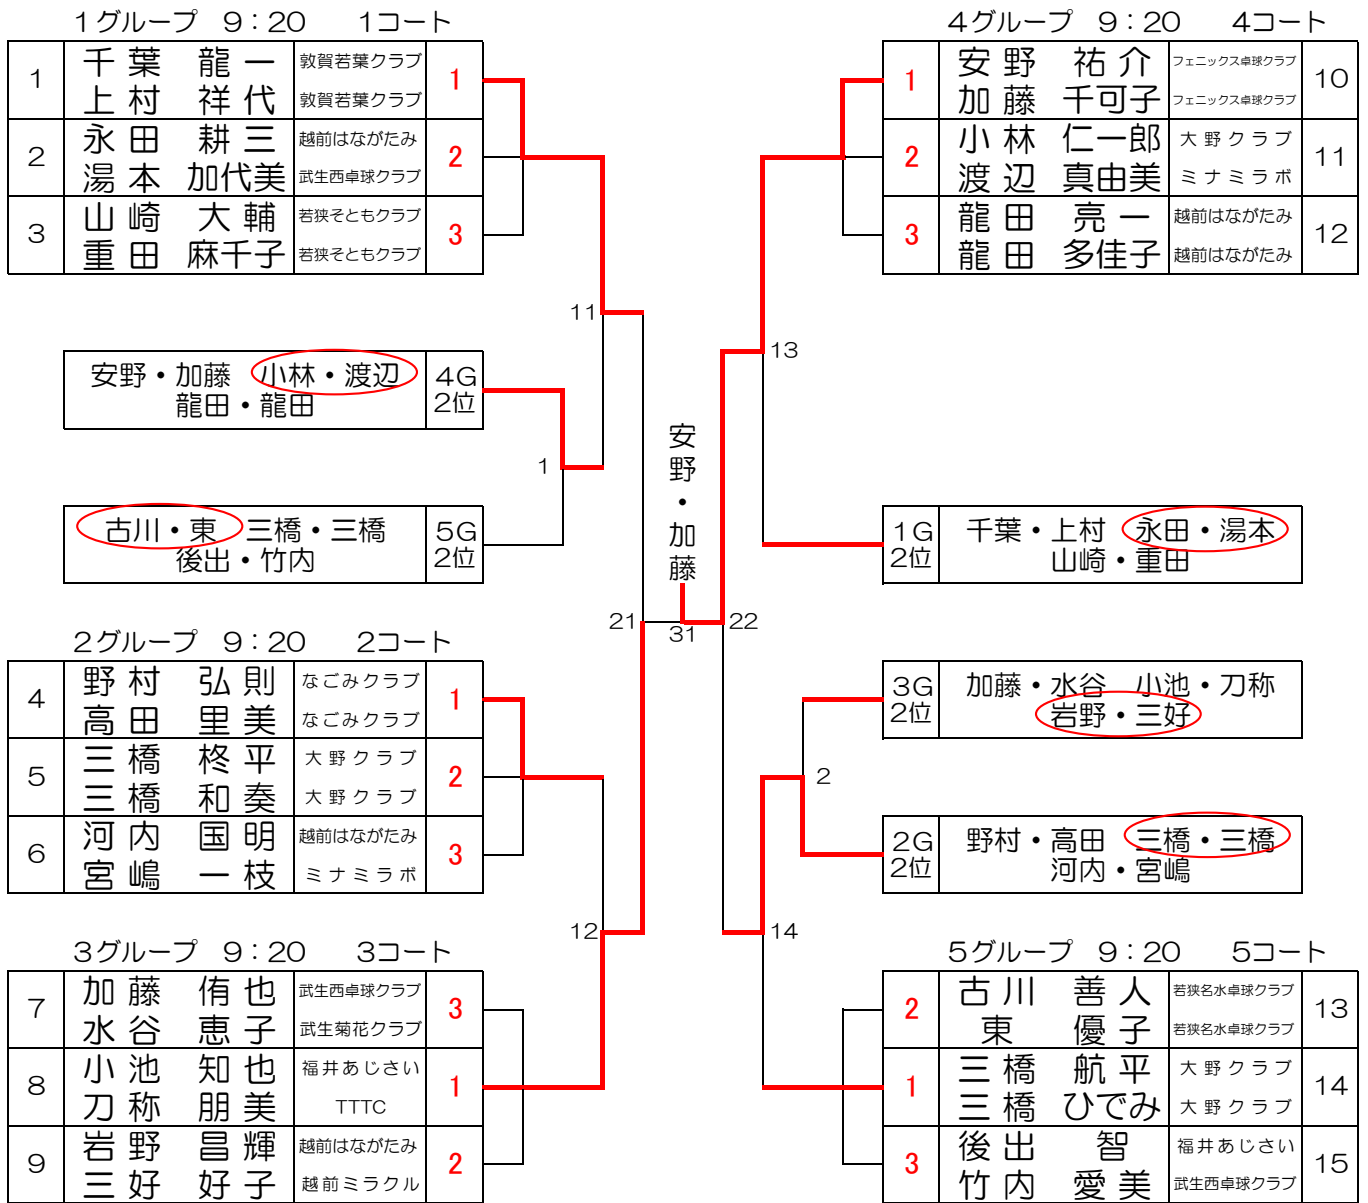 1グループ 9：20 1コート
1 千葉 龍一 敦賀若葉クラブ 1
上村 祥代 敦賀若葉クラブ
2 永田 耕三 越前はながたみ 2
湯本 加代美 武生西卓球クラブ
3 山崎 大輔 若狭そともクラブ 3
重田 麻千子 若狭そともクラブ
11
安野・加藤 小林・渡辺 4G
龍田・龍田 2位
1
古川・東 三橋・三橋 5G
後出・竹内 2位
2グループ 9：20 2コート
4 野村 弘則 なごみクラブ 1
高田 里美 なごみクラブ
5 三橋 柊平 大野クラブ 2
三橋 和奏 大野クラブ
6 河内 国明 越前はながたみ 3
宮嶋 一枝 ミナミラボ
12
3グループ 9：20 3コート
7 加藤 侑也 武生西卓球クラブ 3
水谷 恵子 武生菊花クラブ
8 小池 知也 福井あじさい 1
刀称 朋美 TTTC
9 岩野 昌輝 越前はながたみ 2
三好 好子 越前ミラクル
安野・加藤
21 31 22
4グループ 9：20 4コート
1 安野 祐介 フェニックス卓球クラブ 10
加藤 千可子 フェニックス卓球クラブ
2 小林 仁一郎 大野クラブ 11
渡辺 真由美 ミナミラボ
3 龍田 亮一 越前はながたみ 12
龍田 多佳子 越前はながたみ
13
1G 千葉・上村 永田・湯本
2位 山崎・重田
3G 加藤・水谷 小池・刀称
2位 岩野・三好
2
2G 野村・高田 三橋・三橋
2位 河内・宮嶋
14
5グループ 9：20 5コート
2 古川 善人 若狭名水卓球クラブ 13
東 優子 若狭名水卓球クラブ
1 三橋 航平 大野クラブ 14
三橋 ひでみ 大野クラブ
3 後出 智 福井あじさい 15
竹内 愛美 武生西卓球クラブ